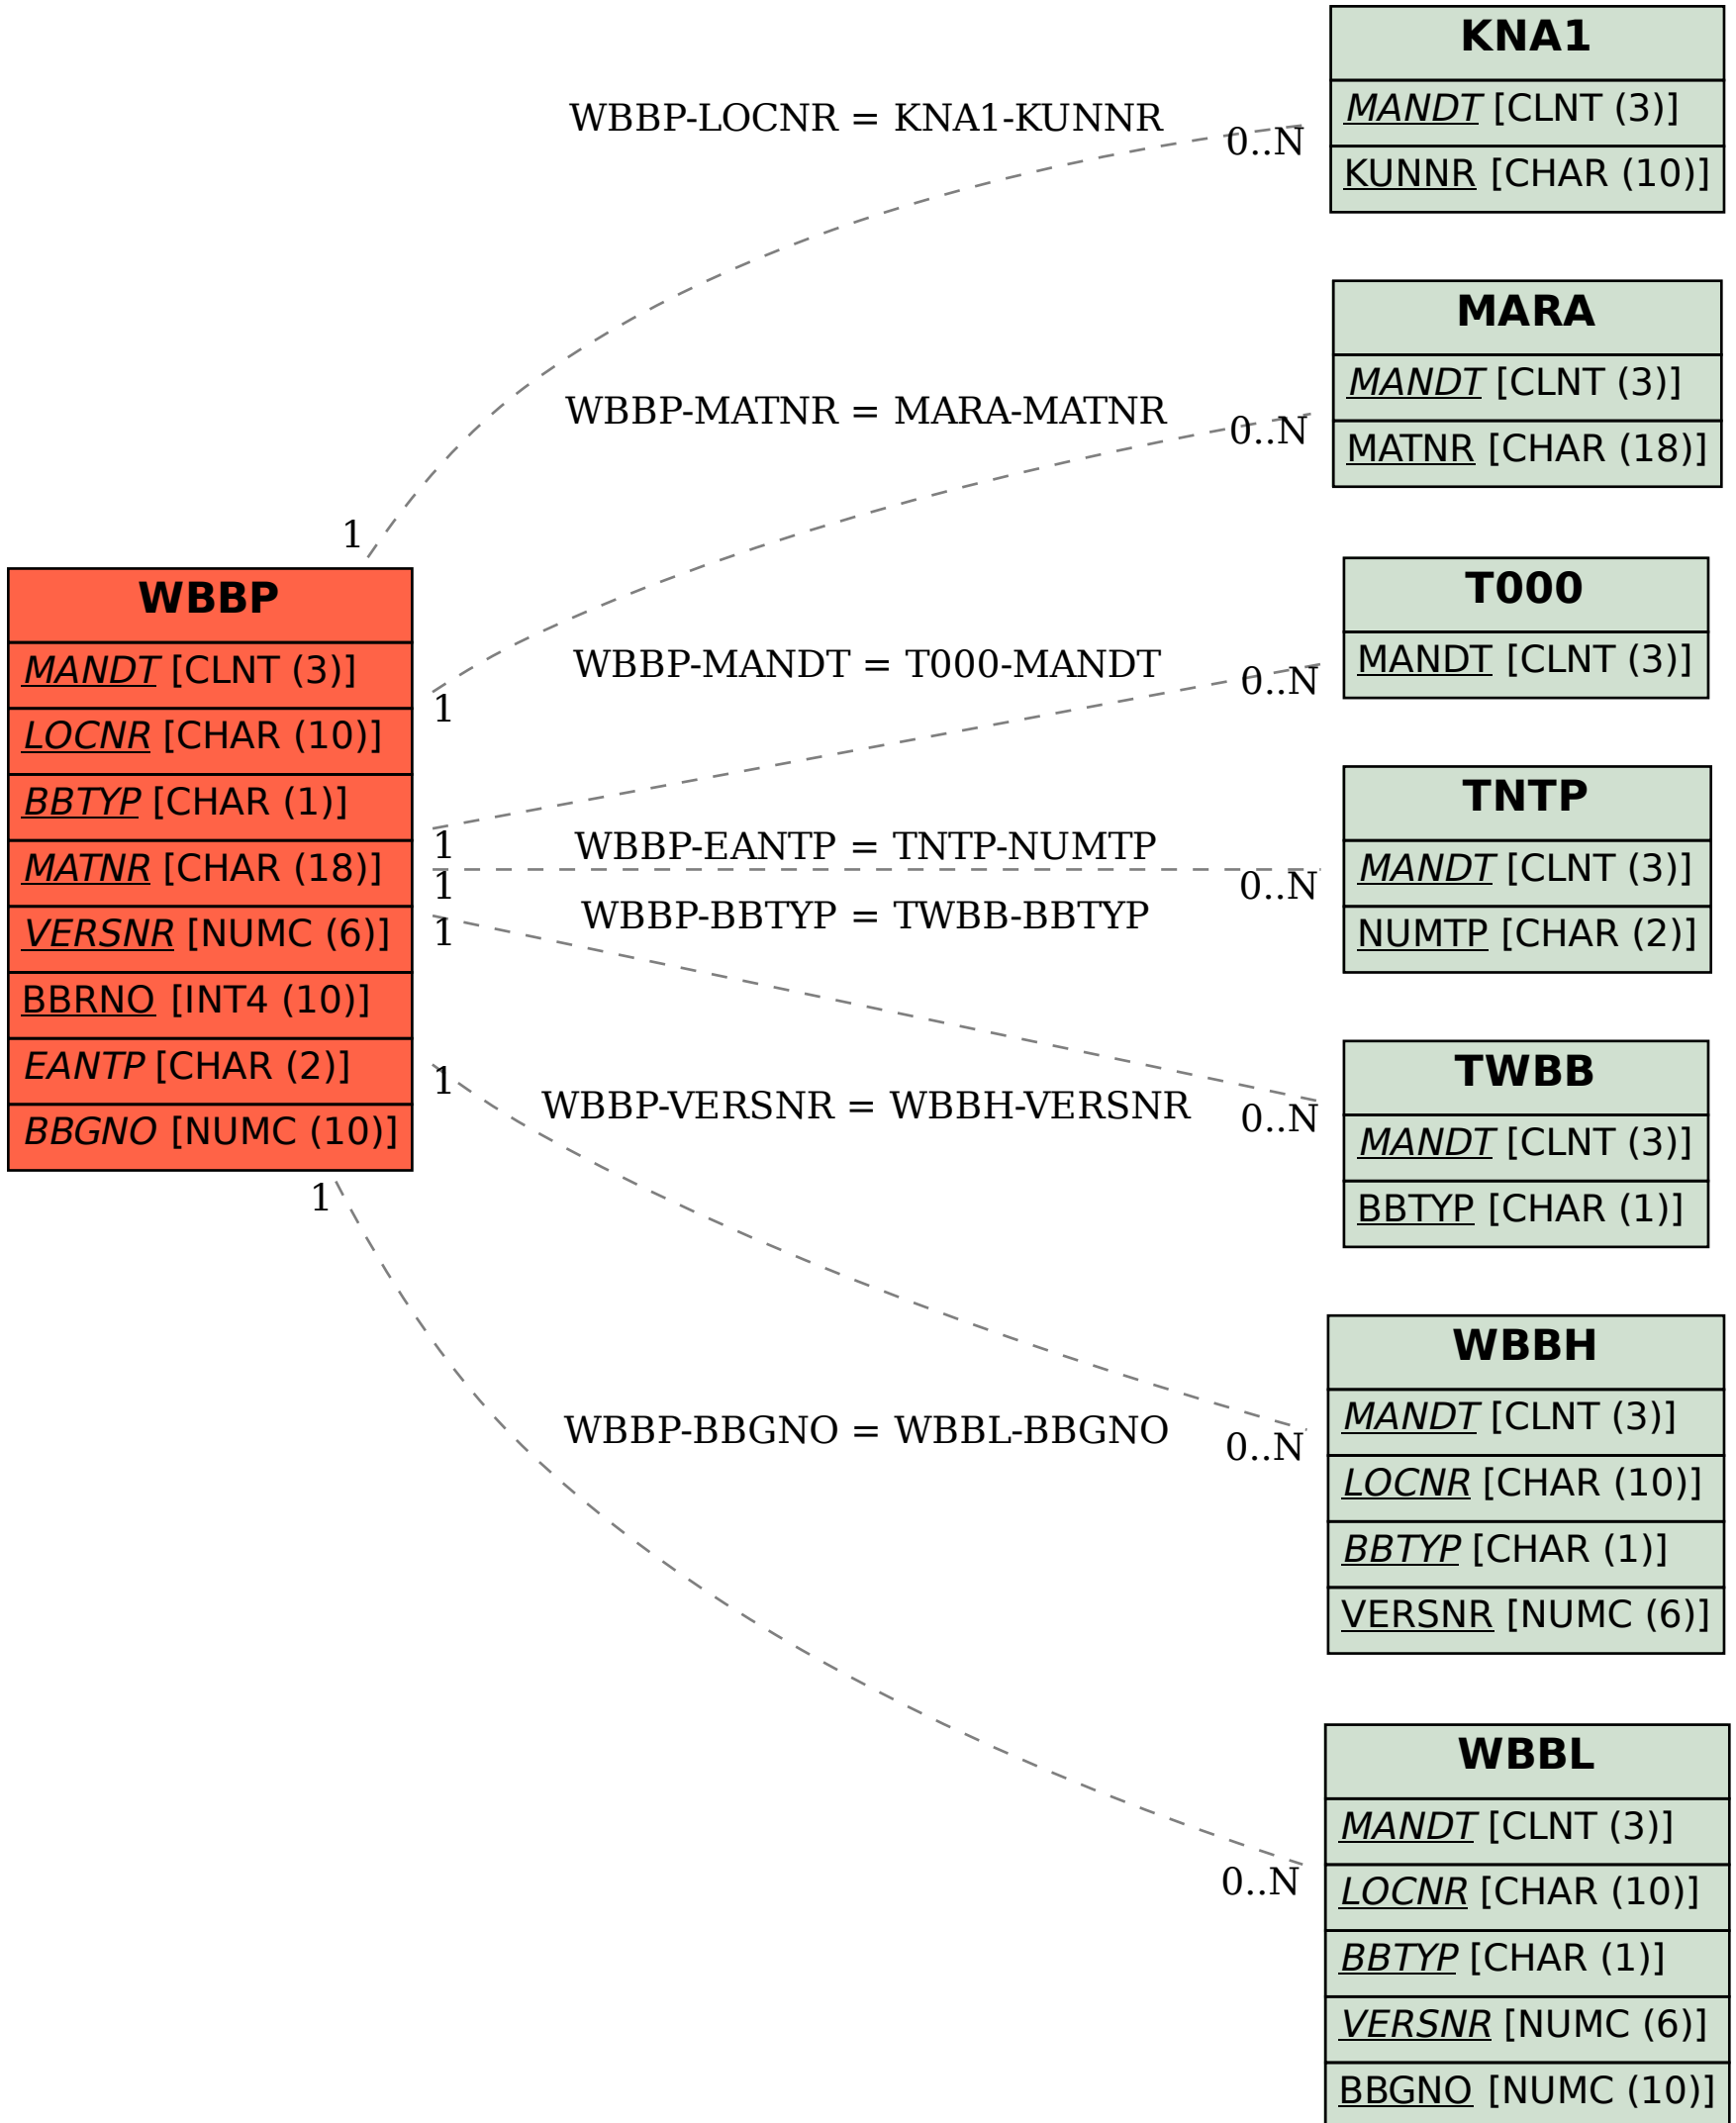 KNA1
MANDT [CLNT (3)]
KUNNR [CHAR (10)]
WBBP-LOCNR = KNA1-KUNNR
0..N
1
MARA
MANDT [CLNT (3)]
MATNR [CHAR (18)]
WBBP-MATNR = MARA-MATNR
0..N
1
WBBP
MANDT [CLNT (3)]
LOCNR [CHAR (10)]
BBTYP [CHAR (1)]
MATNR [CHAR (18)]
VERSNR [NUMC (6)]
BBRNO [INT4 (10)]
EANTP [CHAR (2)]
BBGNO [NUMC (10)]
T000
MANDT [CLNT (3)]
WBBP-MANDT = T000-MANDT
0..N
1
TNTP
MANDT [CLNT (3)]
NUMTP [CHAR (2)]
WBBP-EANTP = TNTP-NUMTP
0..N
1
WBBP-BBTYP = TWBB-BBTYP
1
0..N
TWBB
MANDT [CLNT (3)]
BBTYP [CHAR (1)]
WBBP-VERSNR = WBBH-VERSNR
1
0..N
WBBH
MANDT [CLNT (3)]
LOCNR [CHAR (10)]
BBTYP [CHAR (1)]
VERSNR [NUMC (6)]
WBBP-BBGNO = WBBL-BBGNO
1
0..N
WBBL
MANDT [CLNT (3)]
LOCNR [CHAR (10)]
BBTYP [CHAR (1)]
VERSNR [NUMC (6)]
BBGNO [NUMC (10)]